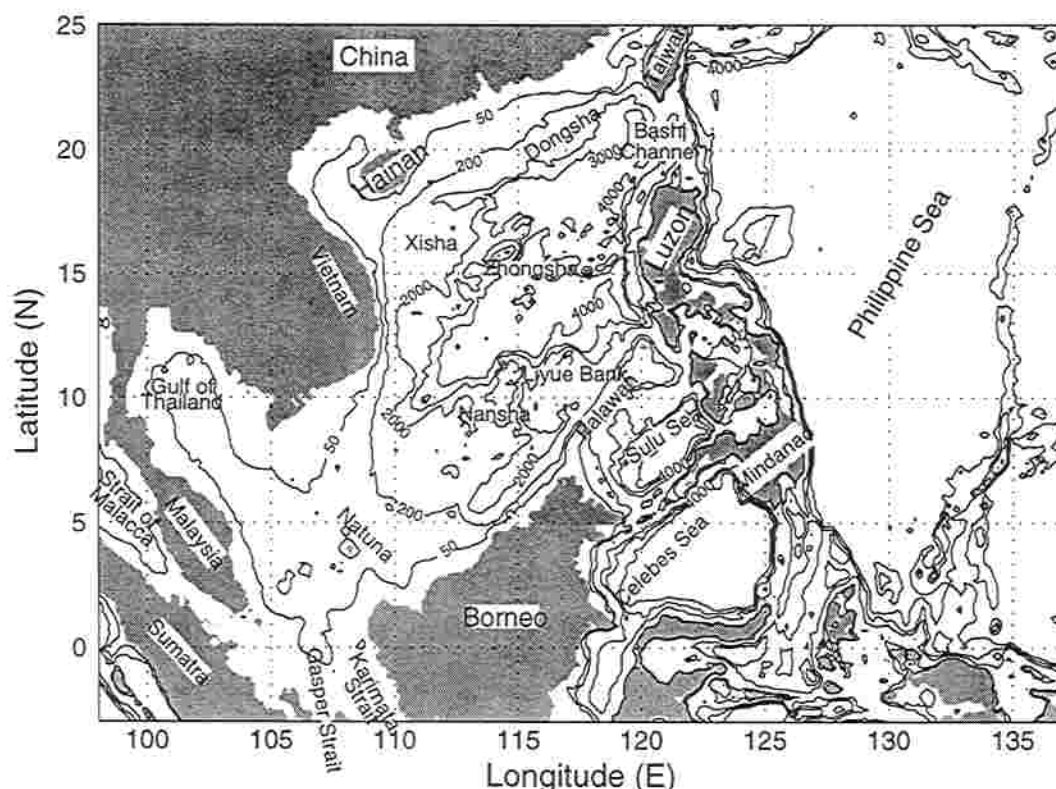 25
20
15
10
5
0
Latitude (N)
100
105
110
115
120
125
130
135
Longitude (E)
China
Taiwan
4000
50
Dongsha
Bashi
Channel
200
3000
Hainan
4000
Luzon
Xisha
Zhongsha
Vietnam
2000
4000
Philippine Sea
Gulf of
Thailand
Liyue Bank
Palawan
50
2000
Nansha
Sulu Sea
2000
4000
Mindanao
4000
Strait of
Malacca
Malaysia
200
Natuna
50
Celebes Sea
Borneo
Sumatra
Gasper Strait
Karimata
Strait